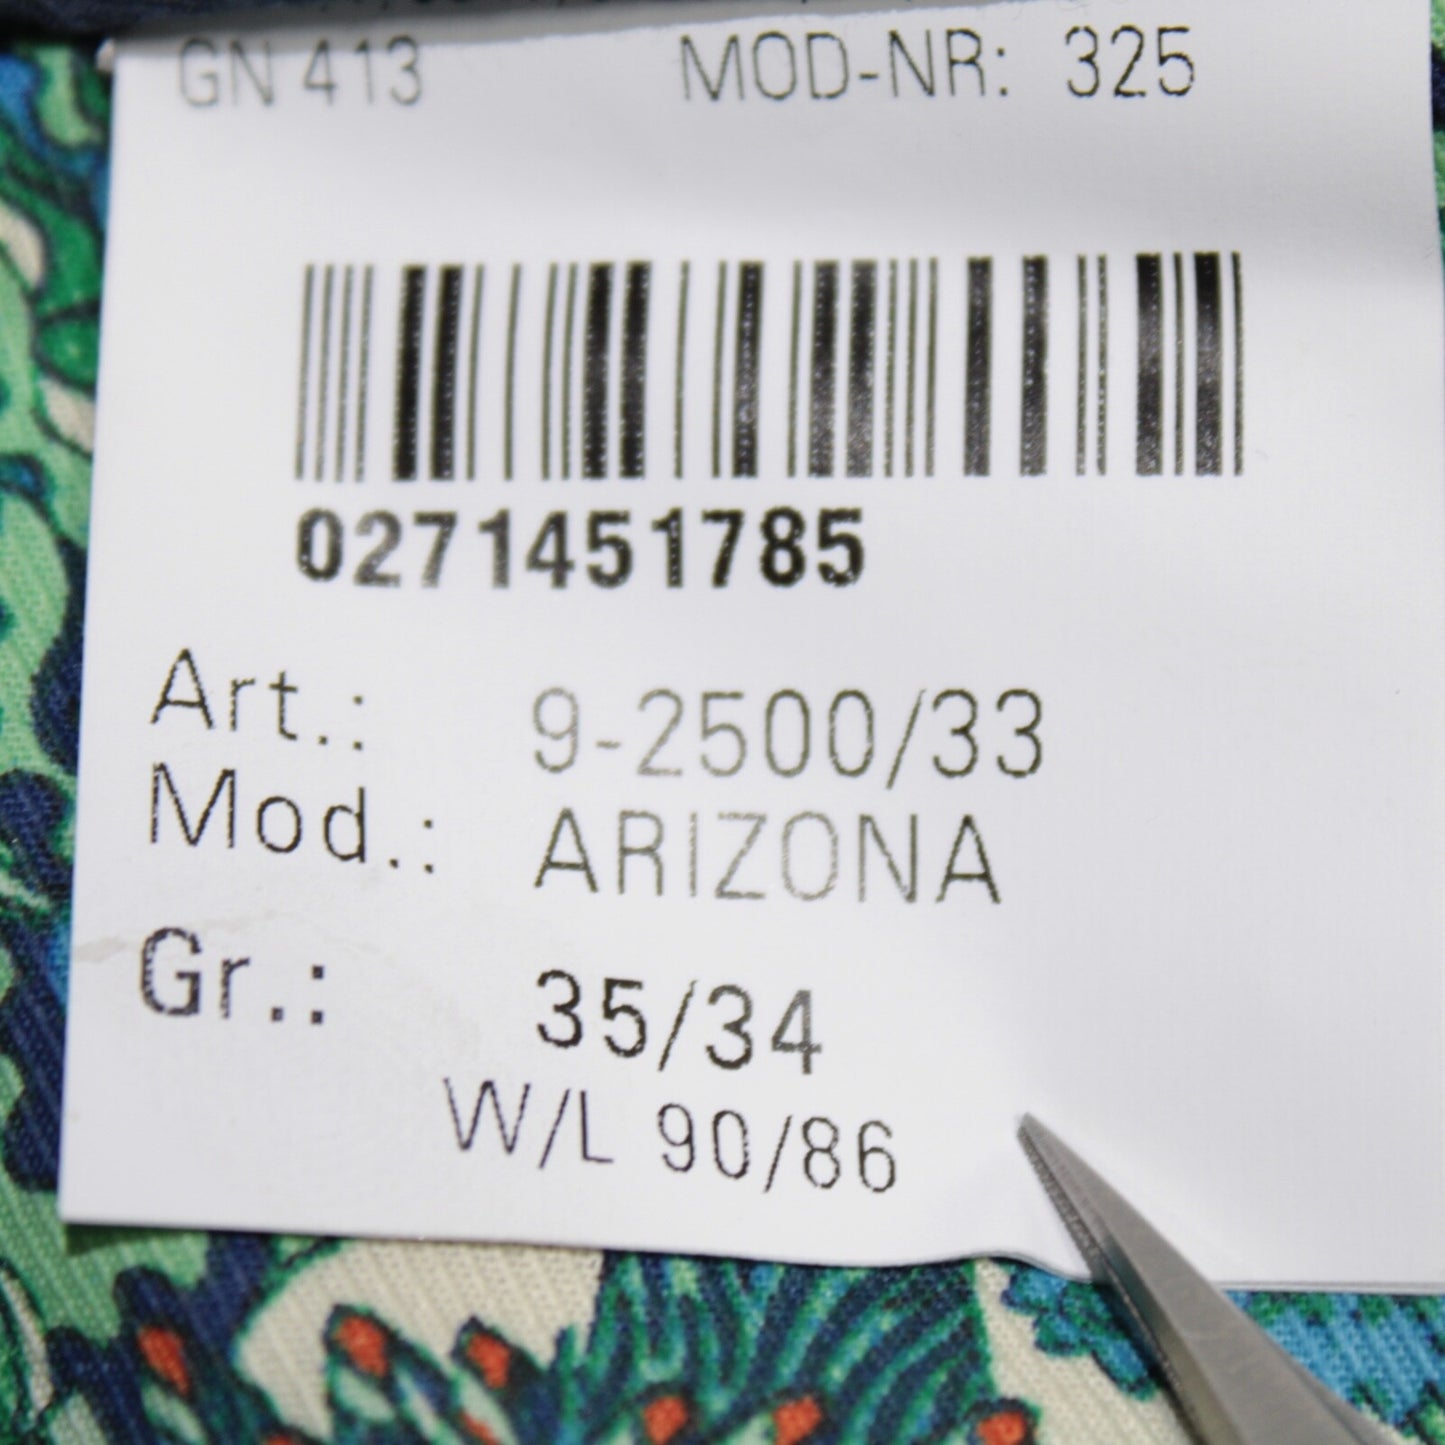 GN 413 MOD-NR: 325
0271451785
Art.: 9-2500/33
Mod.: ARIZONA
Gr.: 35/34
W/L 90/86